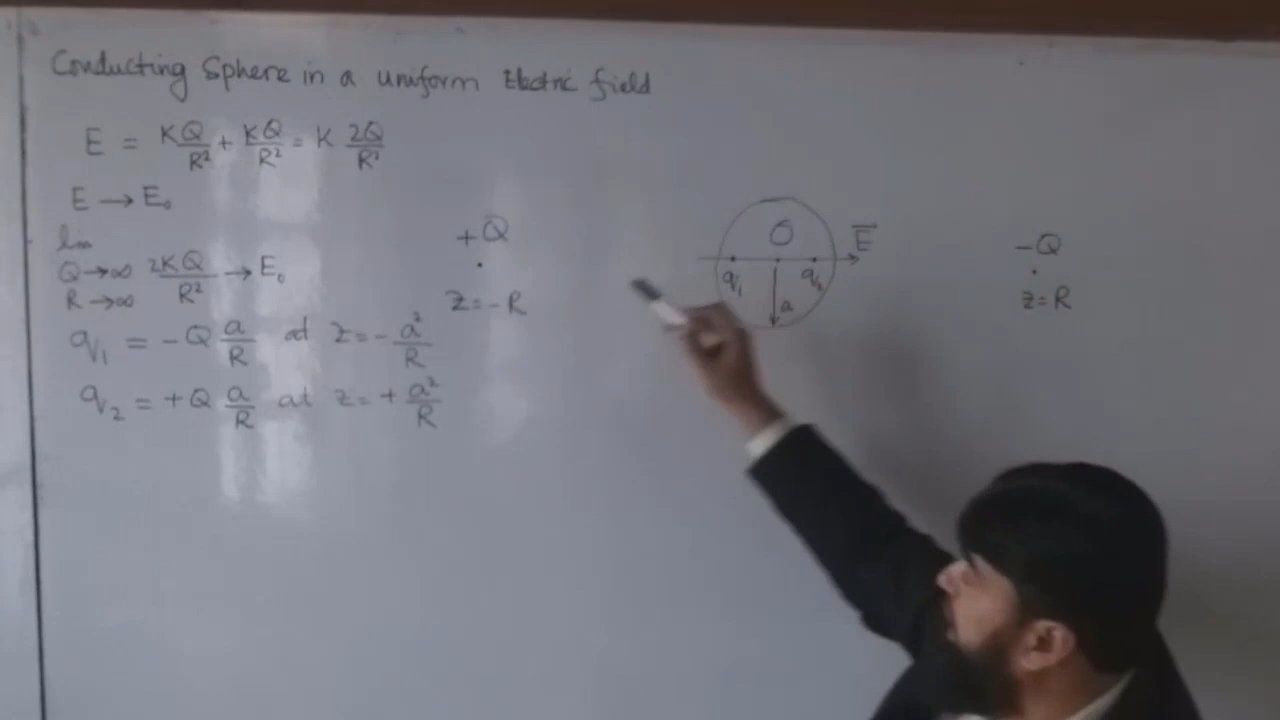 Conducting Sphere in a uniform Electric field
E = KQ/R² + KQ/R² = K 2Q/R²
E → E₀
lim Q→∞ R→∞ 2KQ/R² → E₀
q₁ = -Q a/R at z = - a²/R
q₂ = +Q a/R at z = + a²/R
+Q
z = -R
O
E⃗
q₁
q₂
a
-Q
z = R